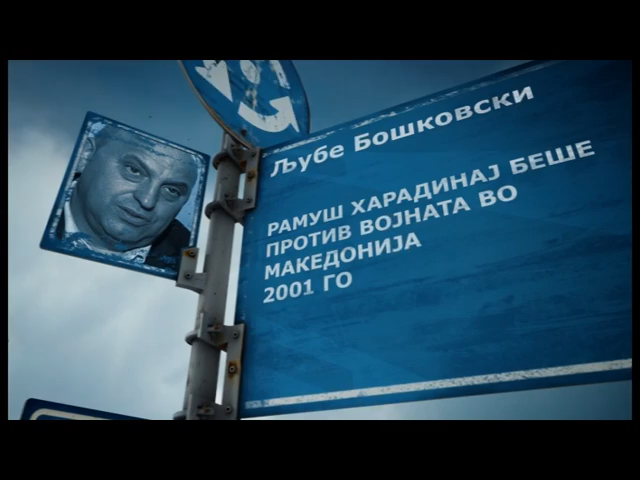 Љубе Бошковски
РАМУШ ХАРАДИНАЈ БЕШЕ
ПРОТИВ ВОЈНАТА ВО
МАКЕДОНИЈА
2001 ГО